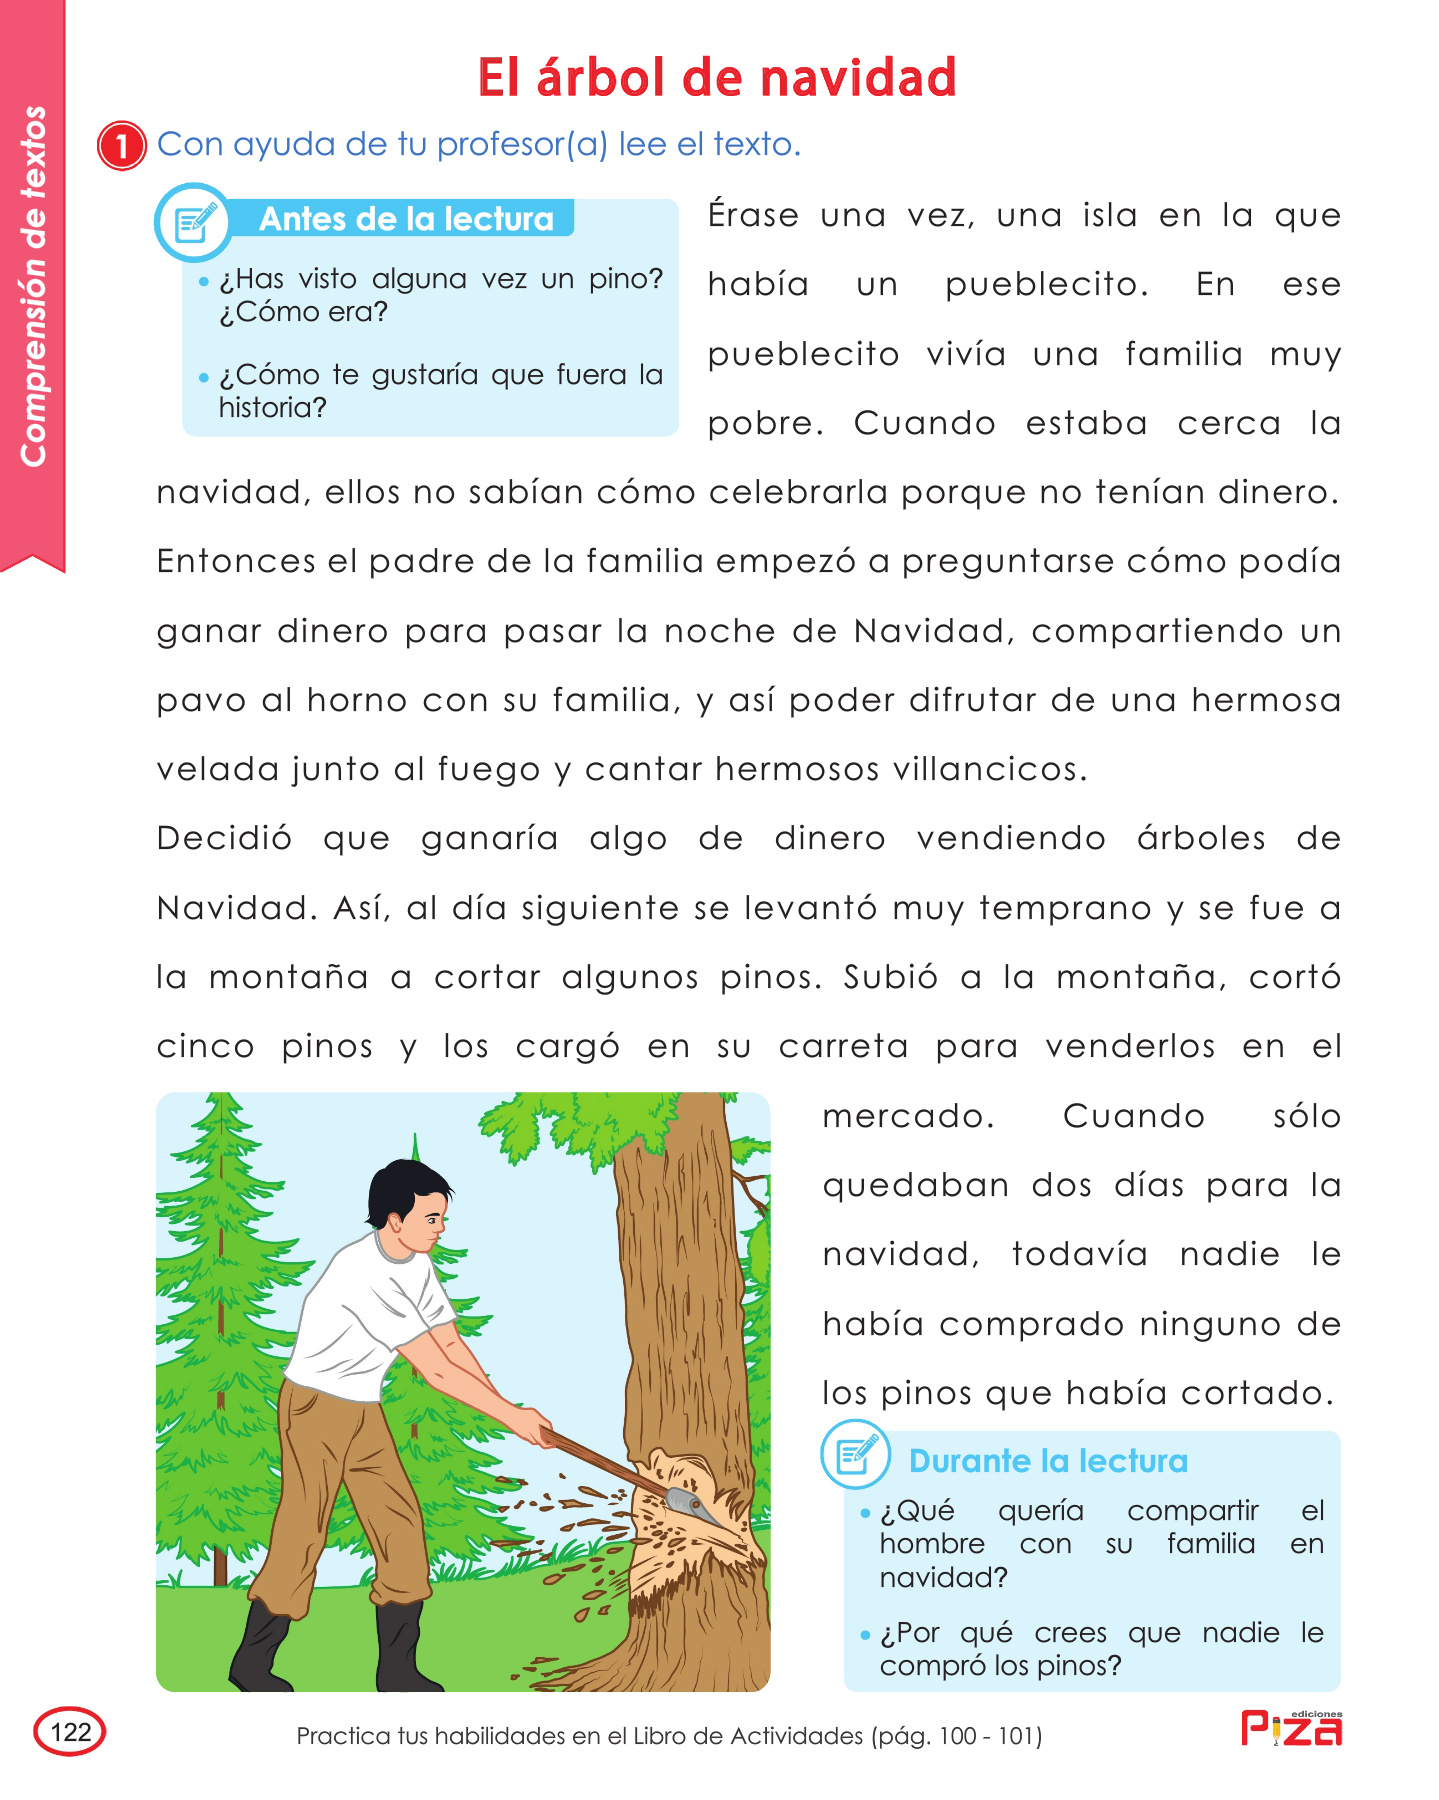 Comprensión de textos
El árbol de navidad
1 Con ayuda de tu profesor(a) lee el texto.
Antes de la lectura
• ¿Has visto alguna vez un pino?
¿Cómo era?
• ¿Cómo te gustaría que fuera la
historia?
Érase una vez, una isla en la que
había un pueblecito. En ese
pueblecito vivía una familia muy
pobre. Cuando estaba cerca la
navidad, ellos no sabían cómo celebrarla porque no tenían dinero.
Entonces el padre de la familia empezó a preguntarse cómo podía
ganar dinero para pasar la noche de Navidad, compartiendo un
pavo al horno con su familia, y así poder difrutar de una hermosa
velada junto al fuego y cantar hermosos villancicos.
Decidió que ganaría algo de dinero vendiendo árboles de
Navidad. Así, al día siguiente se levantó muy temprano y se fue a
la montaña a cortar algunos pinos. Subió a la montaña, cortó
cinco pinos y los cargó en su carreta para venderlos en el
mercado. Cuando sólo
quedaban dos días para la
navidad, todavía nadie le
había comprado ninguno de
los pinos que había cortado.
Durante la lectura
• ¿Qué quería compartir el
hombre con su familia en
navidad?
• ¿Por qué crees que nadie le
compró los pinos?
122
Practica tus habilidades en el Libro de Actividades (pág. 100 - 101)
ediciones
Piza